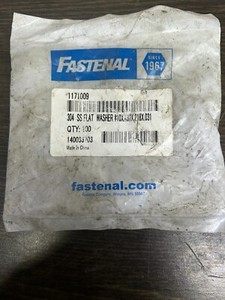 FASTENAL
SINCE
1967
1171009
304 SS FLAT WASHER
QTY: 100
Made in China
fastenal.com